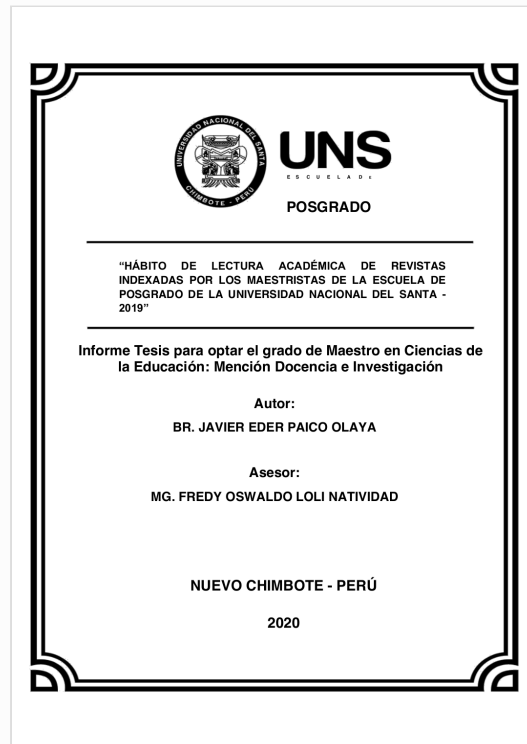 UNIVERSIDAD NACIONAL DEL SANTA
CHIMBOTE - PERÚ
UNS
ESCUELA DE
POSGRADO
“HÁBITO DE LECTURA ACADÉMICA DE REVISTAS
INDEXADAS POR LOS MAESTRISTAS DE LA ESCUELA DE
POSGRADO DE LA UNIVERSIDAD NACIONAL DEL SANTA -
2019”
Informe Tesis para optar el grado de Maestro en Ciencias de
la Educación: Mención Docencia e Investigación
Autor:
BR. JAVIER EDER PAICO OLAYA
Asesor:
MG. FREDY OSWALDO LOLI NATIVIDAD
NUEVO CHIMBOTE - PERÚ
2020